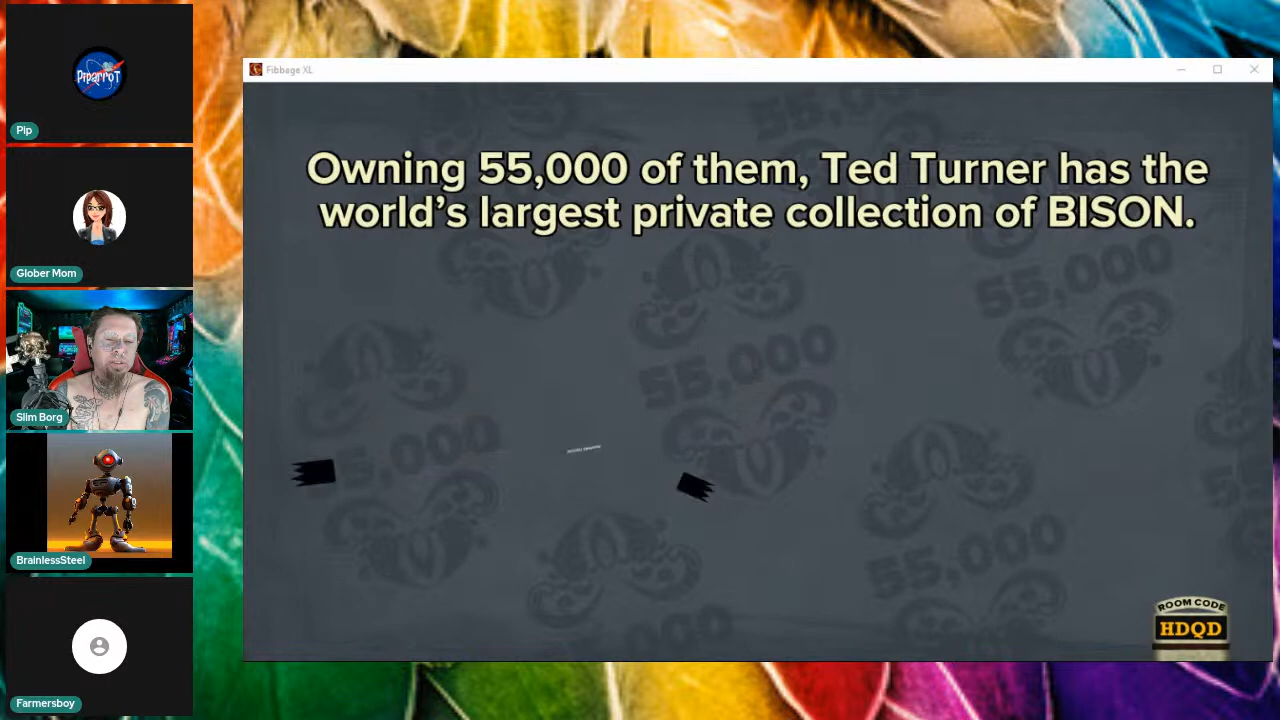 PiparroT
Pip
Glober Mom
Slim Borg
BrainlessSteel
Farmersboy
Fibbage XL
Owning 55,000 of them, Ted Turner has the
world's largest private collection of BISON.
55,000
55,000
55,000
55,000
ROOM CODE
HDQD